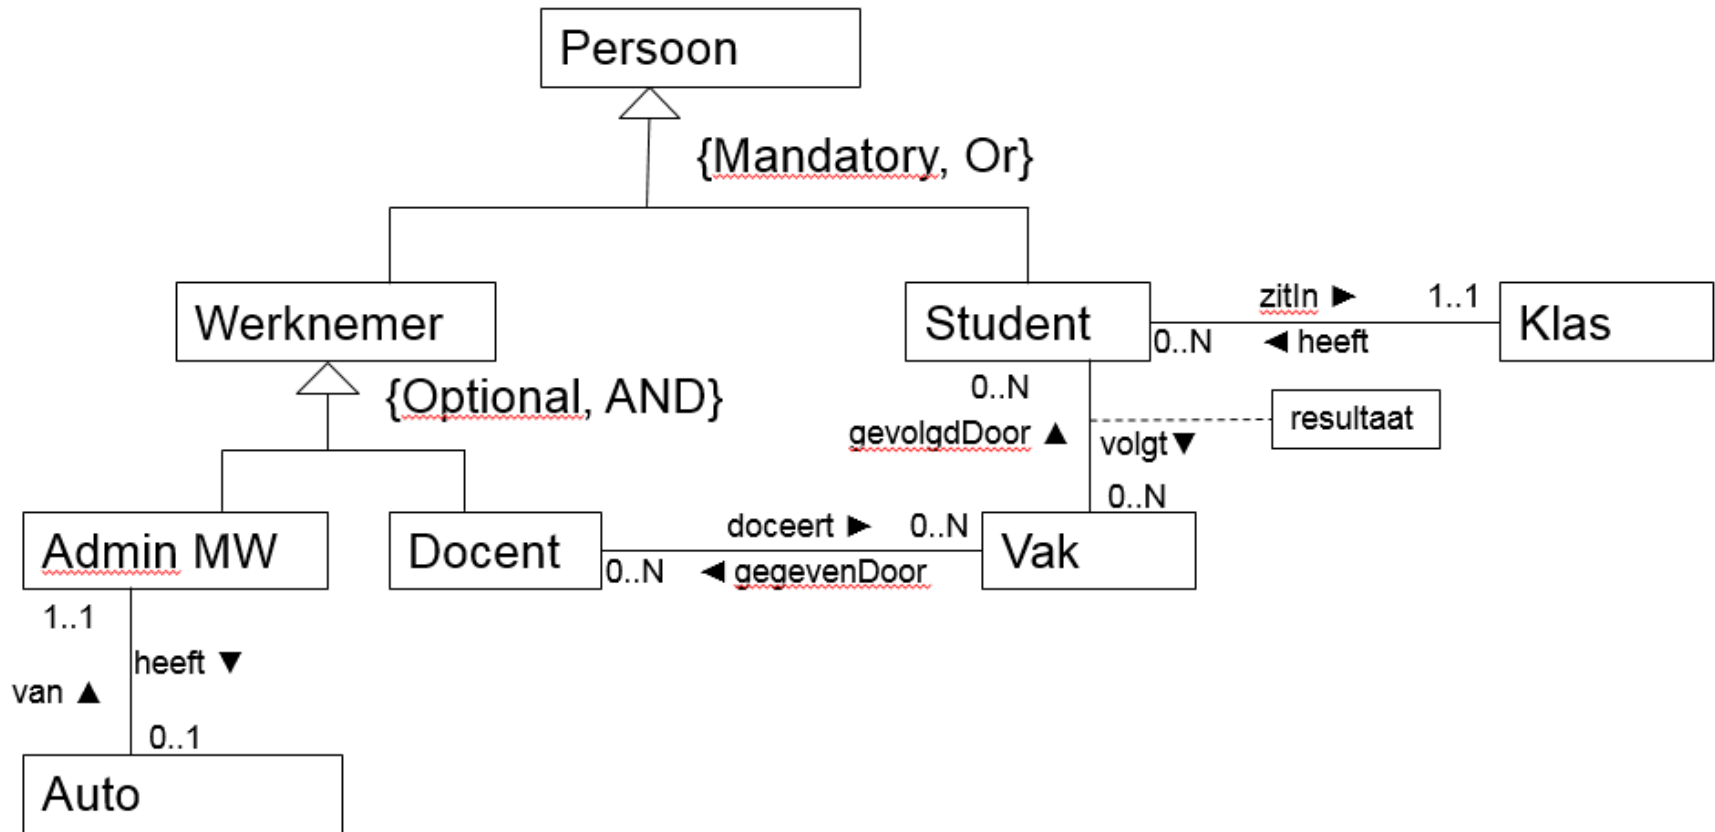 Persoon
{Mandatory, Or}
Werknemer
Student
zitIn ►
1..1
Klas
0..N
◄ heeft
{Optional, AND}
0..N
resultaat
gevolgdDoor ▲
volgt▼
0..N
Admin MW
Docent
doceert ►
0..N
Vak
0..N
◄ gegevenDoor
1..1
heeft ▼
van ▲
0..1
Auto